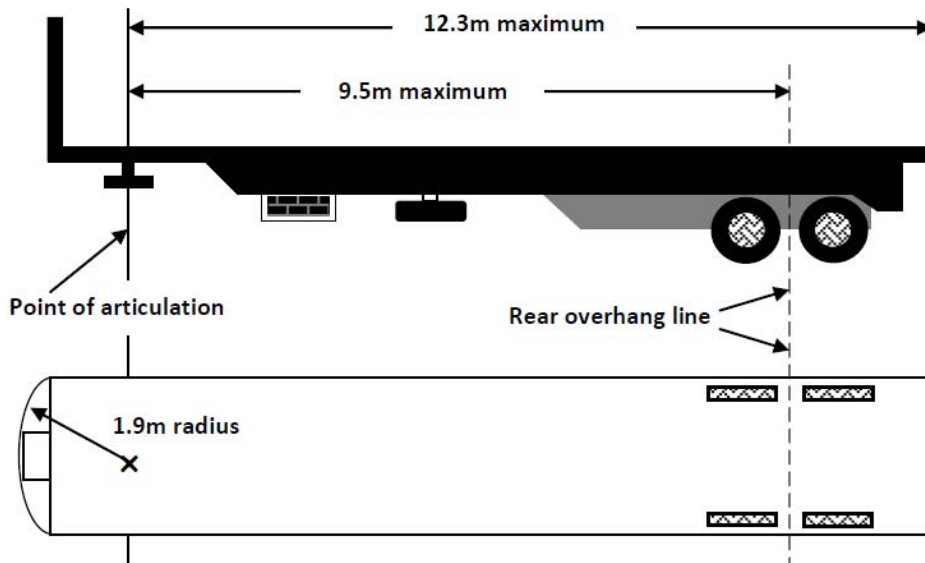 12.3m maximum
9.5m maximum
Point of articulation
Rear overhang line
1.9m radius